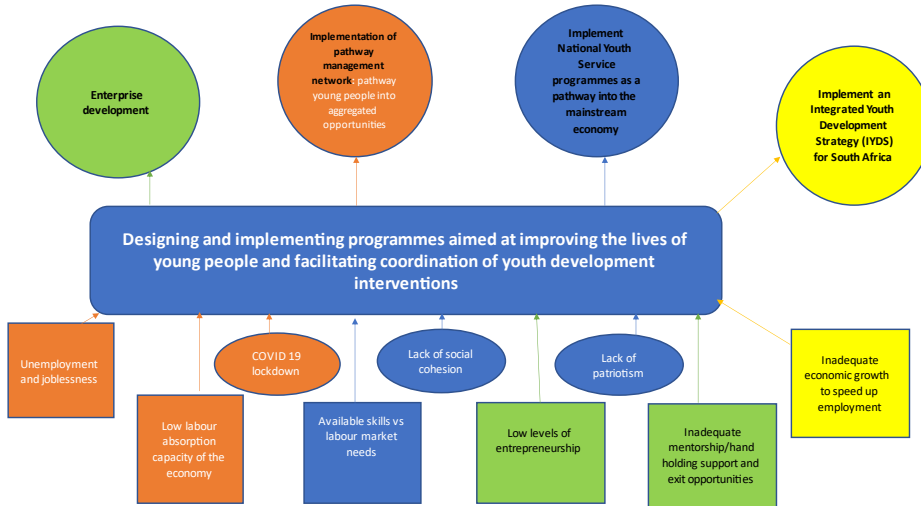 Enterprise
development
Implementation of
pathway
management
network: pathway
young people into
aggregated
opportunities
Implement
National Youth
Service
programmes as a
pathway into the
mainstream
economy
Implement an
Integrated Youth
Development
Strategy (IYDS)
for South Africa
Designing and implementing programmes aimed at improving the lives of
young people and facilitating coordination of youth development
interventions
Unemployment
and joblessness
Low labour
absorption
capacity of the
economy
COVID 19
lockdown
Available skills vs
labour market
needs
Lack of social
cohesion
Low levels of
entrepreneurship
Lack of
patriotism
Inadequate
mentorship/hand
holding support and
exit opportunities
Inadequate
economic growth
to speed up
employment